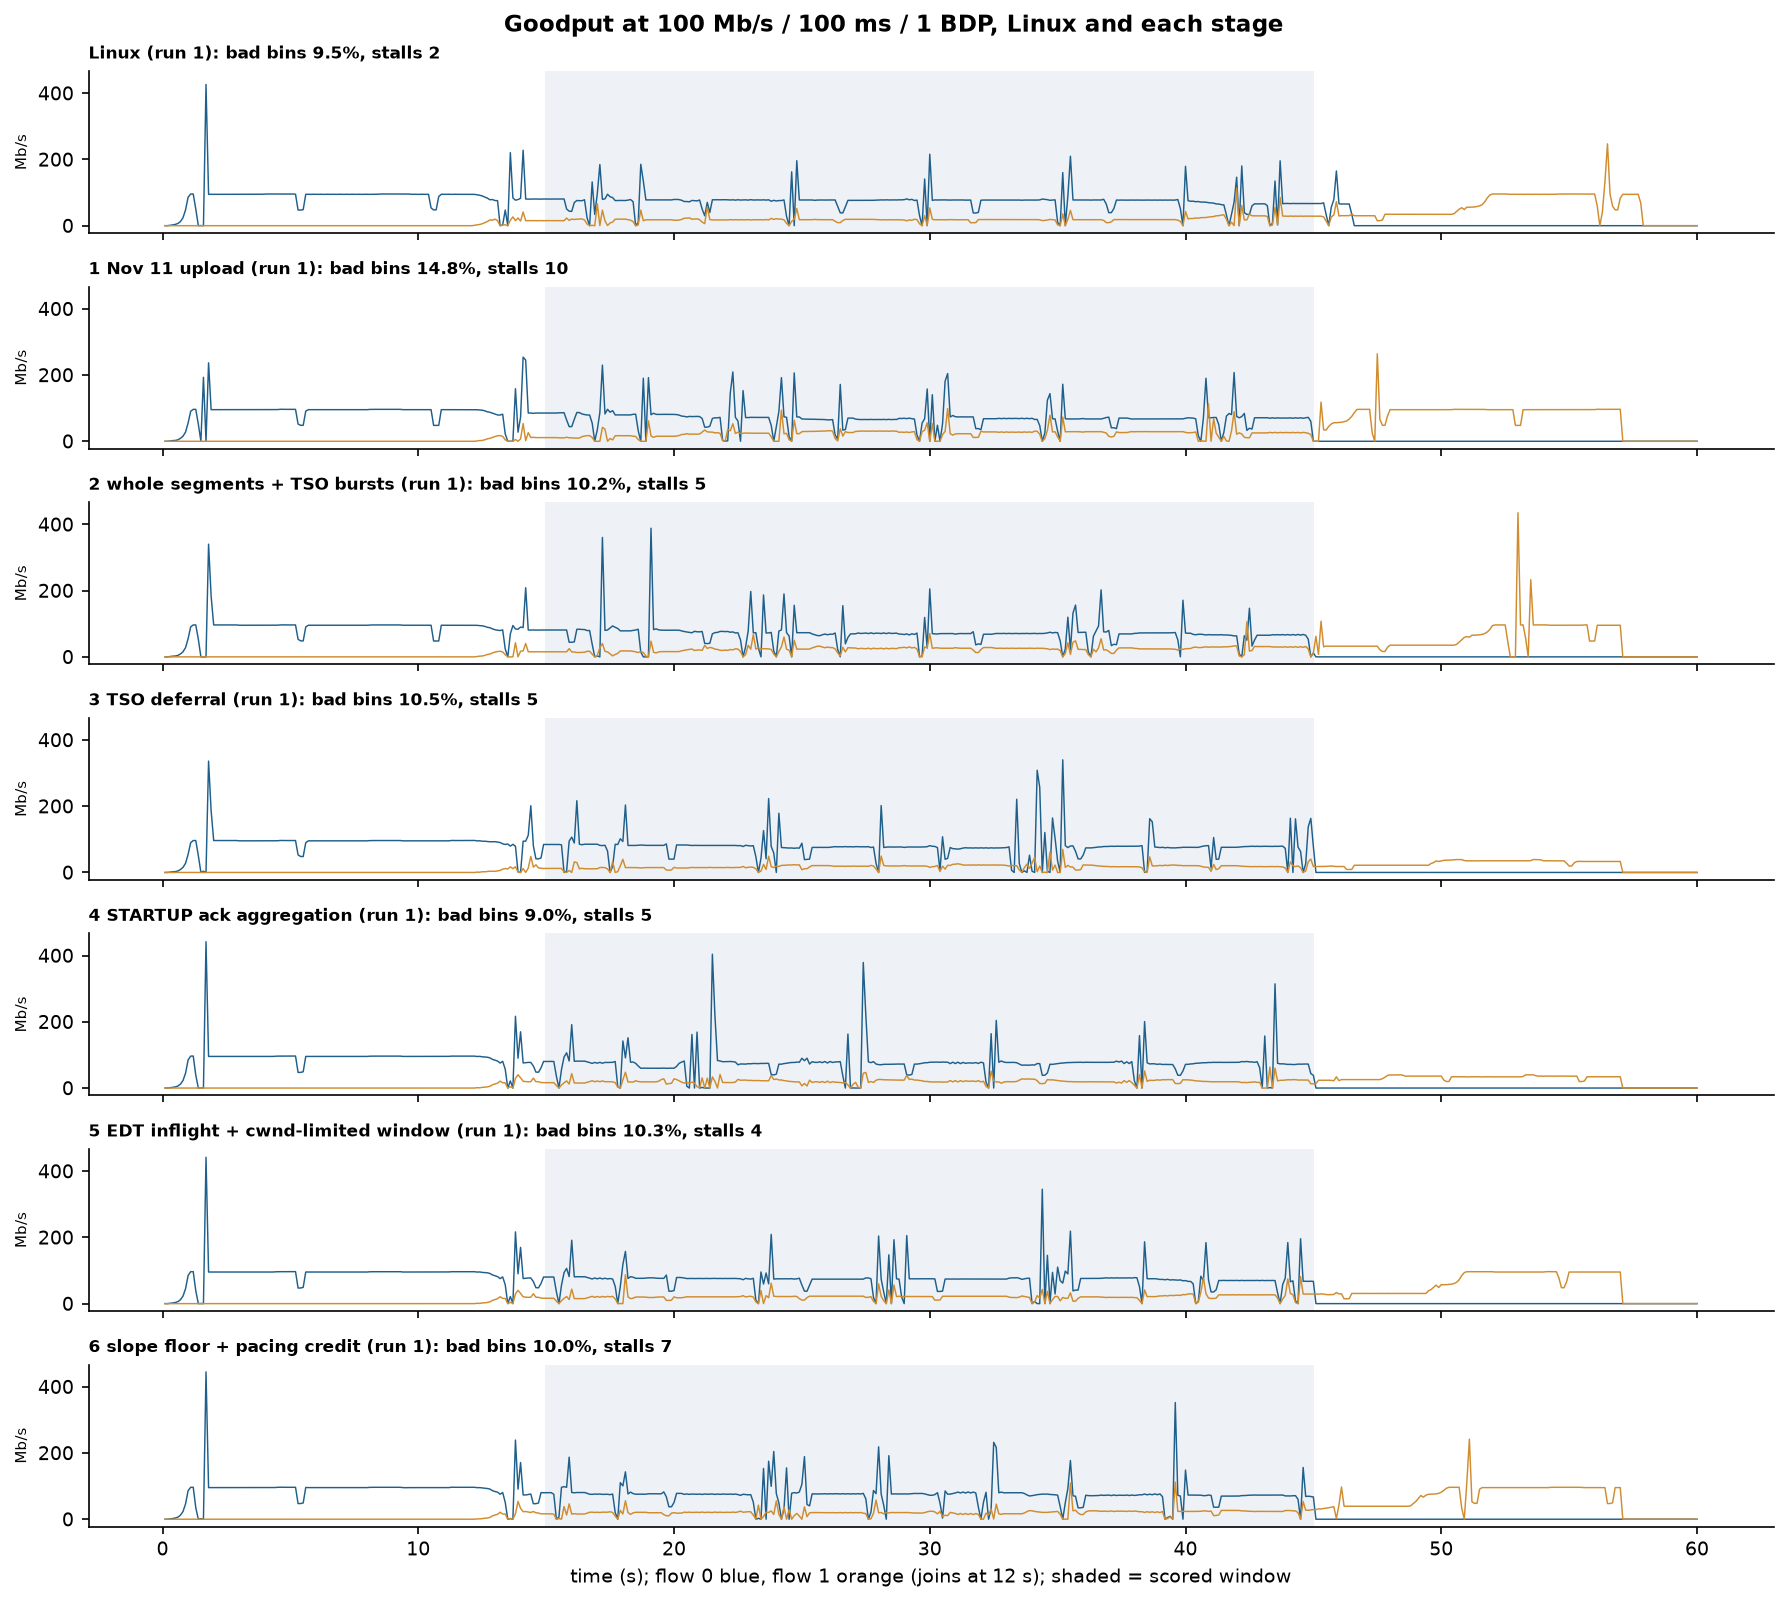 Goodput at 100 Mb/s / 100 ms / 1 BDP, Linux and each stage
Linux (run 1): bad bins 9.5%, stalls 2
Mb/s
400
200
0
1 Nov 11 upload (run 1): bad bins 14.8%, stalls 10
Mb/s
400
200
0
2 whole segments + TSO bursts (run 1): bad bins 10.2%, stalls 5
Mb/s
400
200
0
3 TSO deferral (run 1): bad bins 10.5%, stalls 5
Mb/s
400
200
0
4 STARTUP ack aggregation (run 1): bad bins 9.0%, stalls 5
Mb/s
400
200
0
5 EDT inflight + cwnd-limited window (run 1): bad bins 10.3%, stalls 4
Mb/s
400
200
0
6 slope floor + pacing credit (run 1): bad bins 10.0%, stalls 7
Mb/s
400
200
0
0 10 20 30 40 50 60
time (s); flow 0 blue, flow 1 orange (joins at 12 s); shaded = scored window